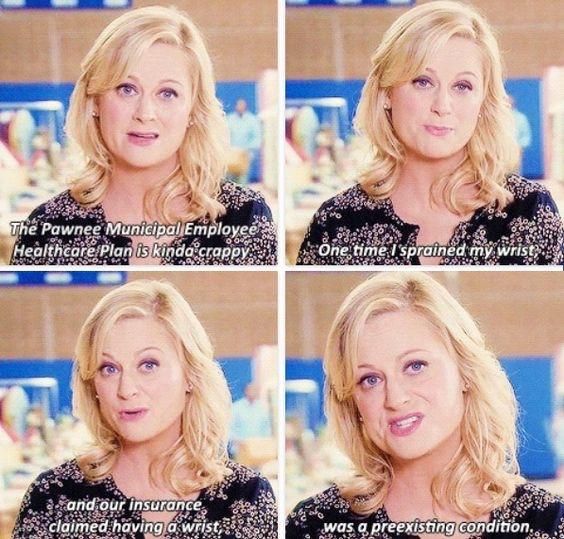 The Pawnee Municipal Employee
Healthcare Plan is kinda crappy.
One time I sprained my wrist,
and our insurance
claimed having a wrist,
was a preexisting condition.